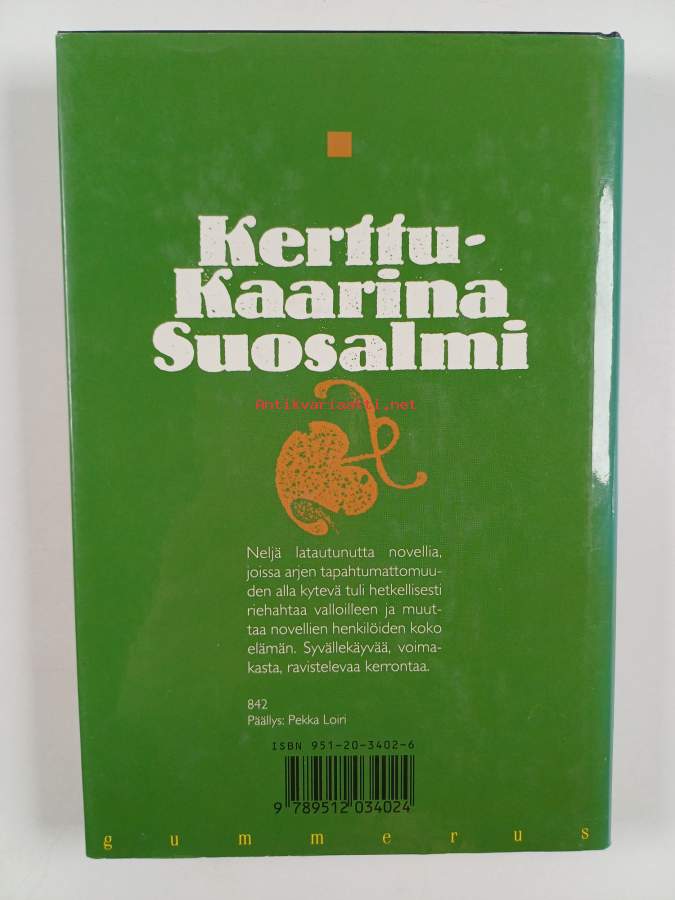 Kerttu-
Kaarina
Suosalmi
Antikvariaatti.net
Neljä latautunutta novellia,
joissa arjen tapahtumattomuu-
den alla kytevä tuli hetkellisesti
riehahtaa valloilleen ja muut-
taa novellien henkilöiden koko
elämän. Syvällekäyvää, voima-
kasta, ravistelevaa kerrontaa.
842
Päällys: Pekka Loiri
ISBN 951-20-3402-6
9 789512 034024
gummerus